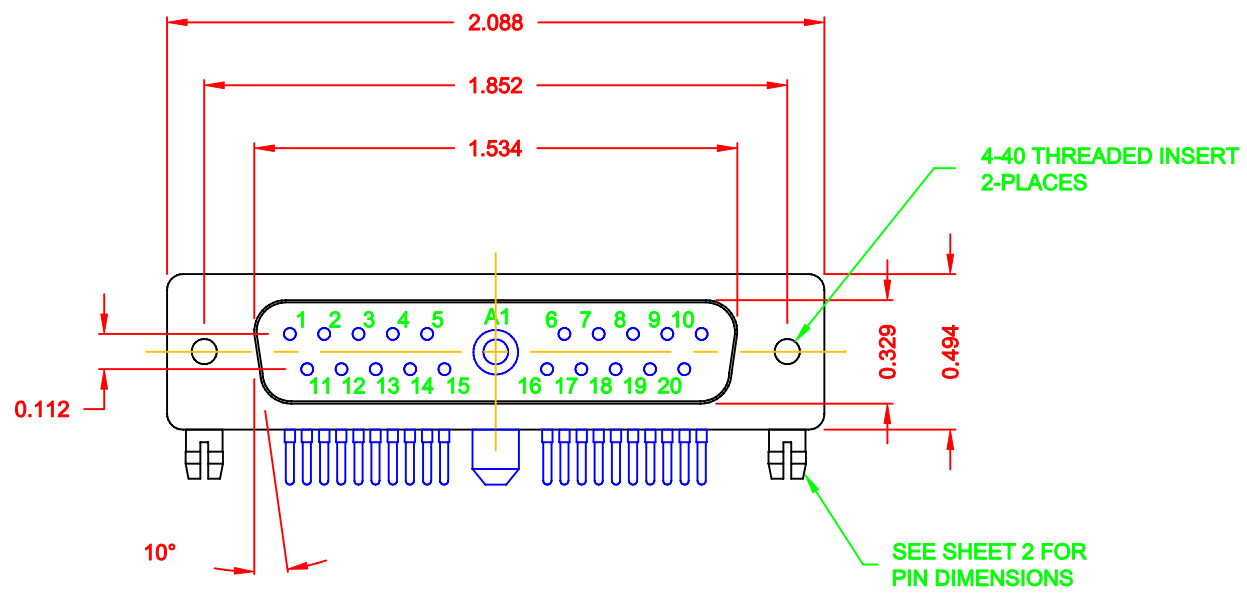 2.088
1.852
1.534
4-40 THREADED INSERT
2-PLACES
1 2 3 4 5 A1 6 7 8 9 10
11 12 13 14 15 16 17 18 19 20
0.329
0.494
0.112
10°
SEE SHEET 2 FOR
PIN DIMENSIONS